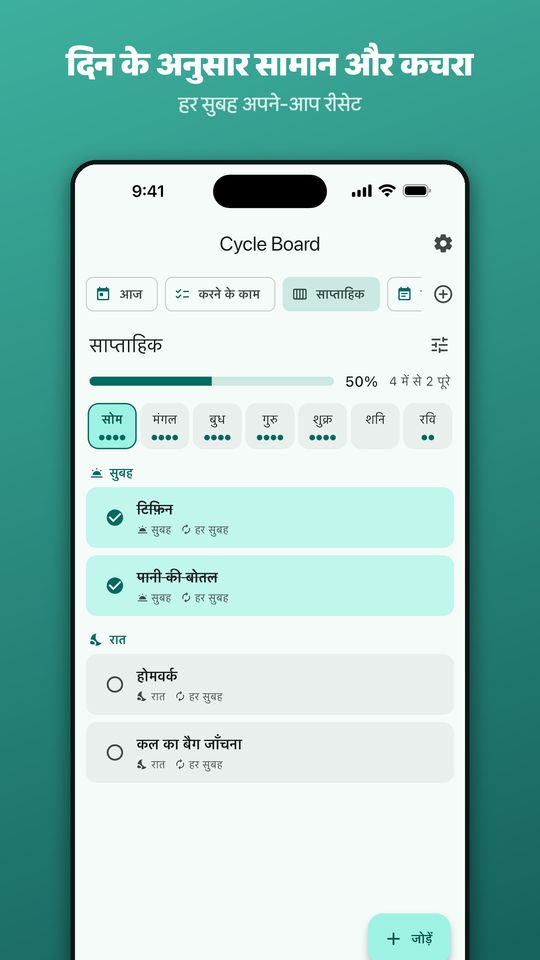 दिन के अनुसार सामान और कचरा
हर सुबह अपने-आप रीसेट
9:41
Cycle Board
आज
करने के काम
साप्ताहिक
साप्ताहिक
50% 4 में से 2 पूरे
सोम मंगल बुध गुरु शुक्र शनि रवि
सुबह
टिफ़िन
सुबह हर सुबह
पानी की बोतल
सुबह हर सुबह
रात
होमवर्क
रात हर सुबह
कल का बैग जाँचना
रात हर सुबह
+ जोड़ें